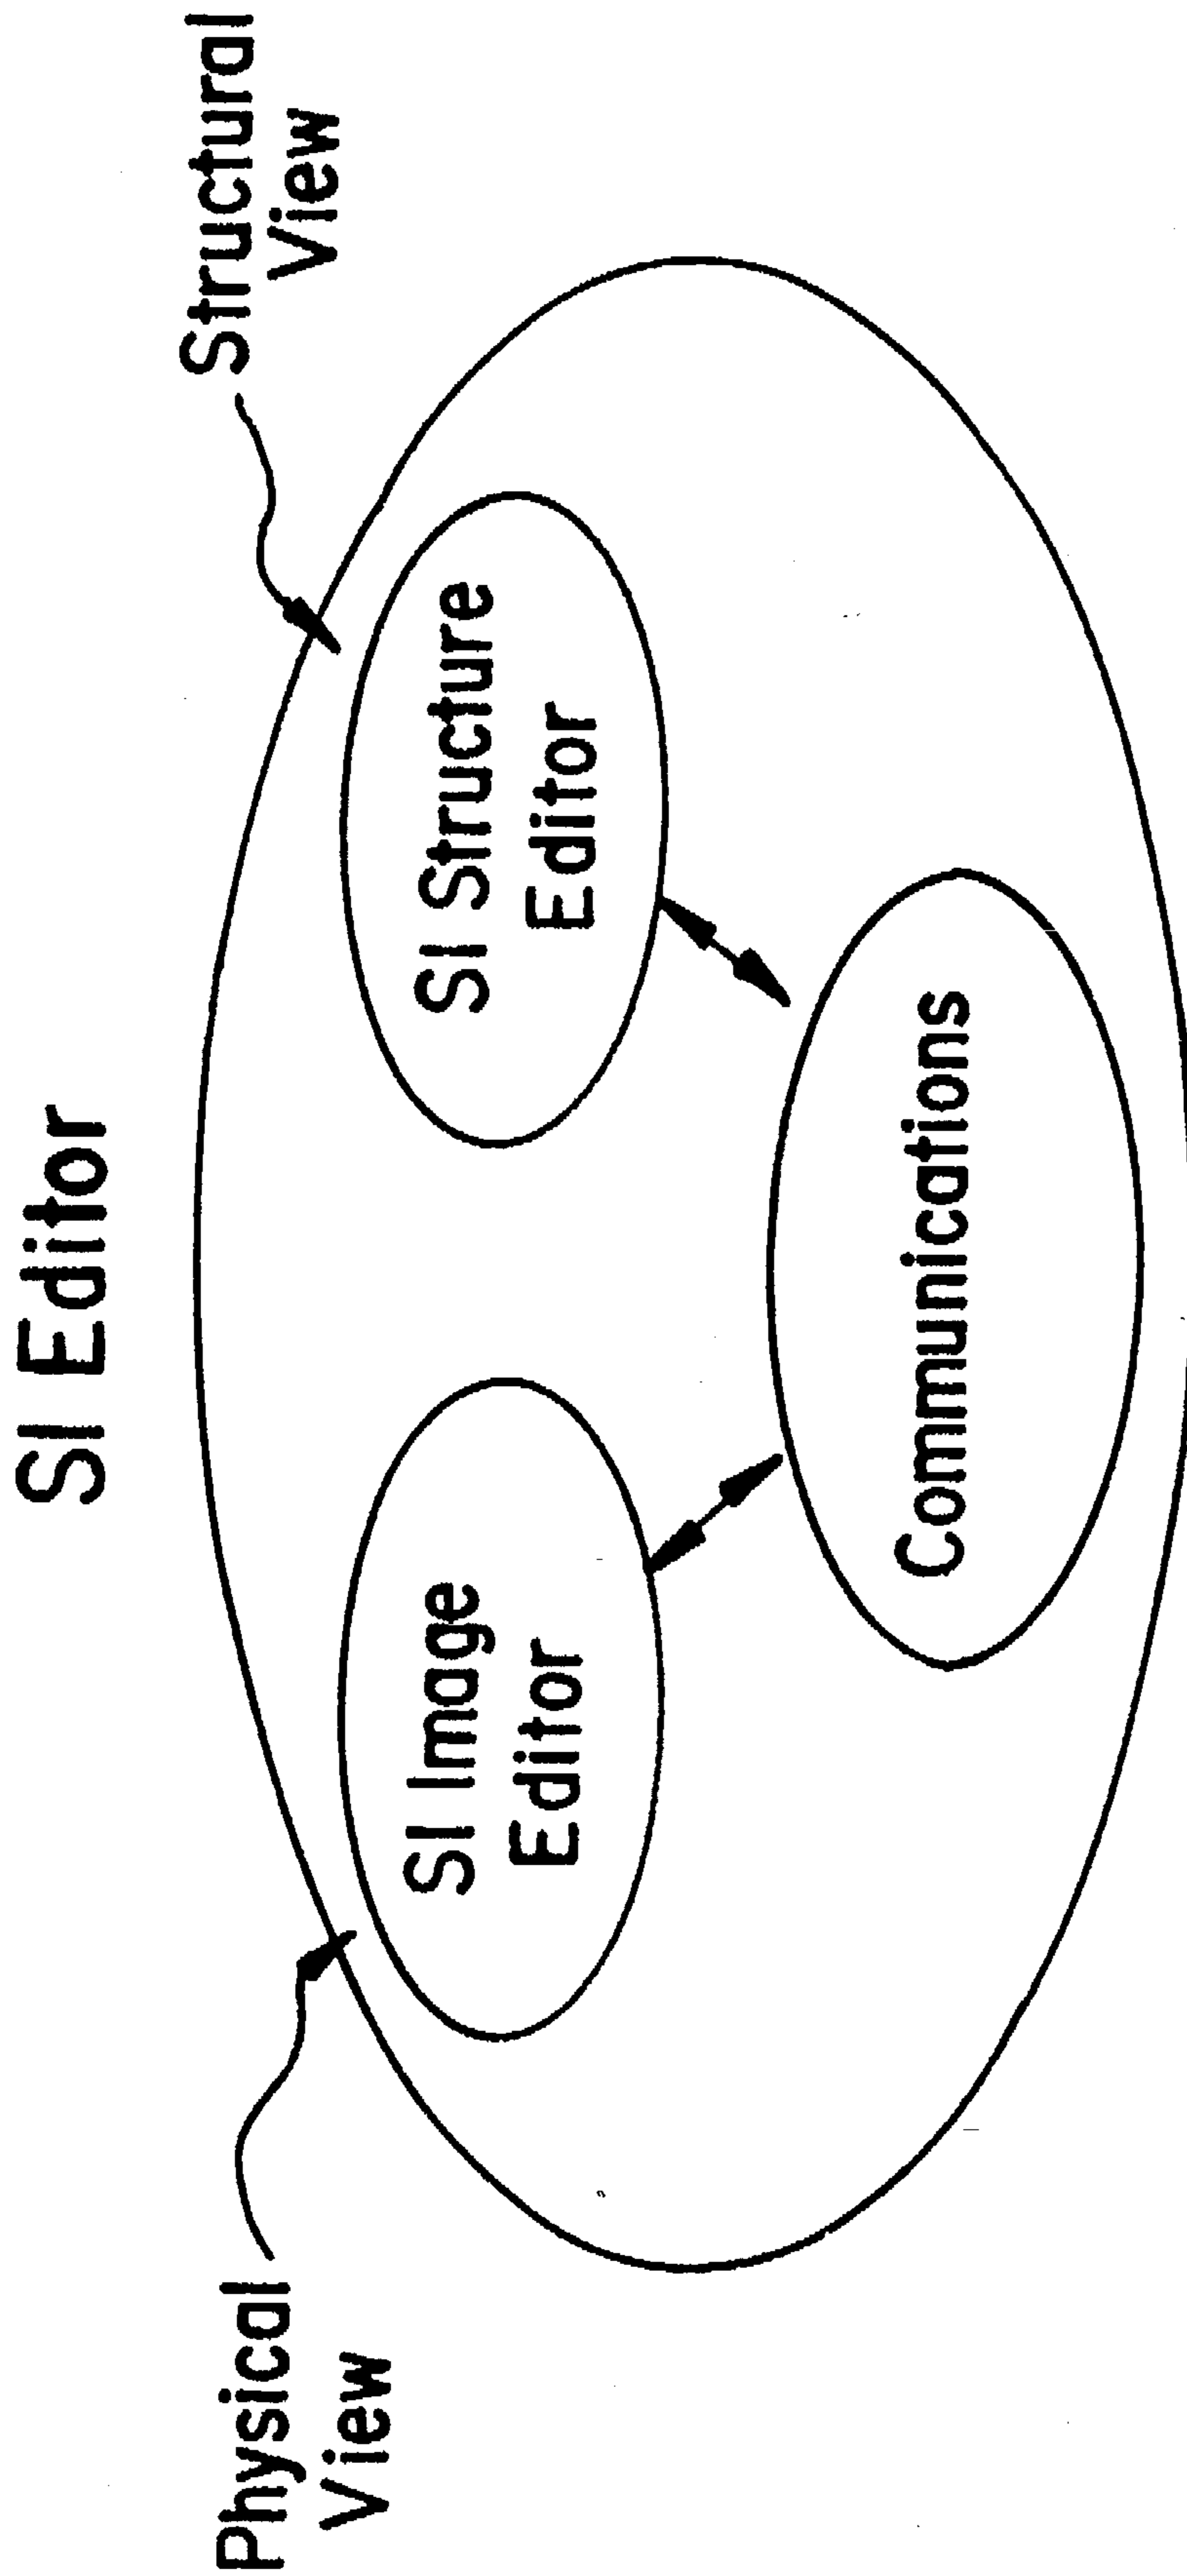 SI Editor
Physical
View
Structural
View
SI Image
Editor
SI Structure
Editor
Communications